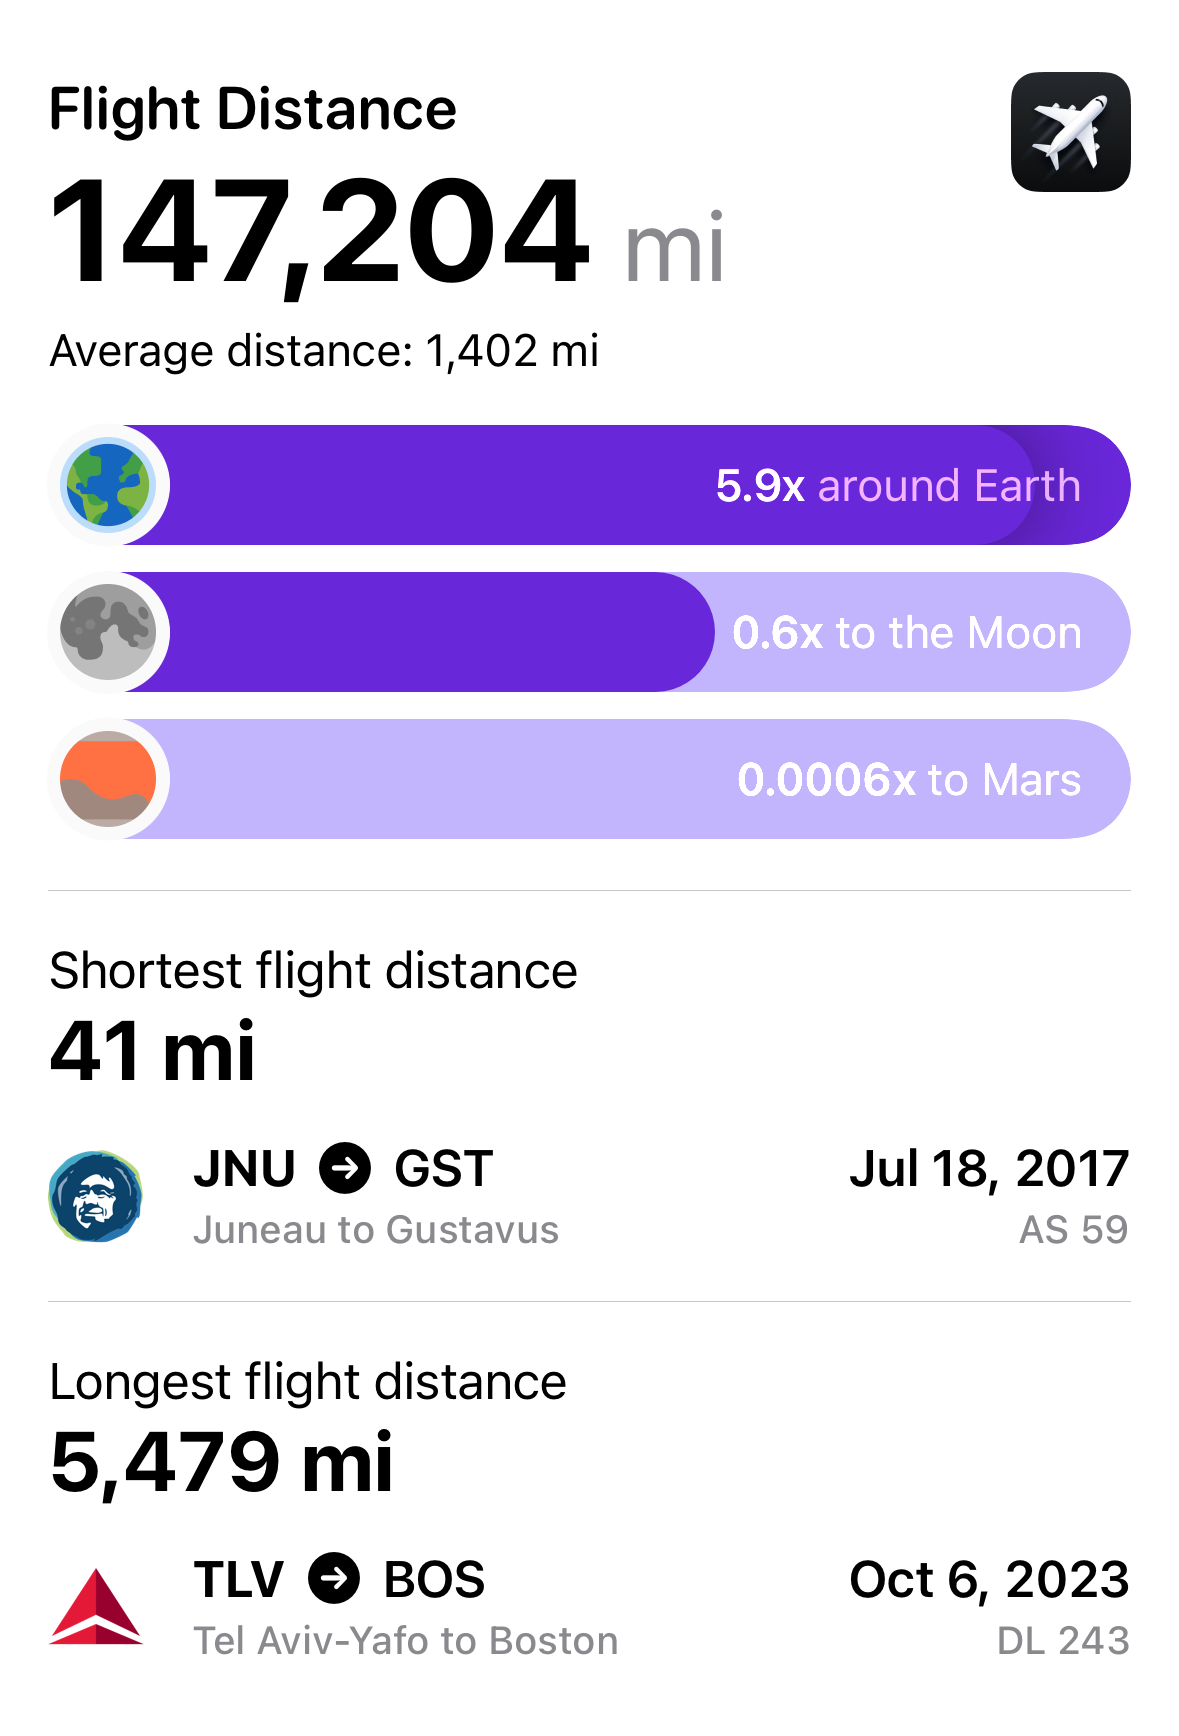 Flight Distance
147,204 mi
Average distance: 1,402 mi
5.9x around Earth
0.6x to the Moon
0.0006x to Mars
Shortest flight distance
41 mi
JNU GST Jul 18, 2017
Juneau to Gustavus AS 59
Longest flight distance
5,479 mi
TLV BOS Oct 6, 2023
Tel Aviv-Yafo to Boston DL 243